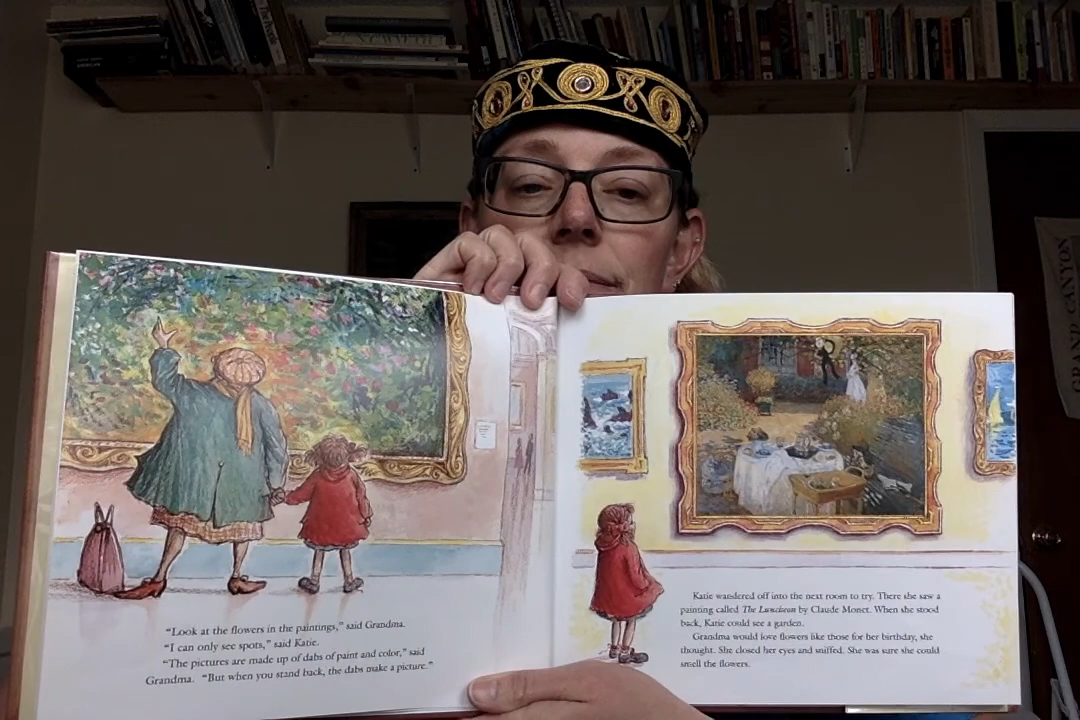 "Look at the flowers in the paintings," said Grandma.
"I can only see spots," said Katie.
"The pictures are made up of dabs of paint and color," said
Grandma. "But when you stand back, the dabs make a picture."
Katie wandered off into the next room to try. There she saw a
painting called The Luncheon by Claude Monet. When she stood
back, Katie could see a garden.
Grandma would love flowers like those for her birthday, she
thought. She closed her eyes and sniffed. She was sure she could
smell the flowers.
GRAND CANYON